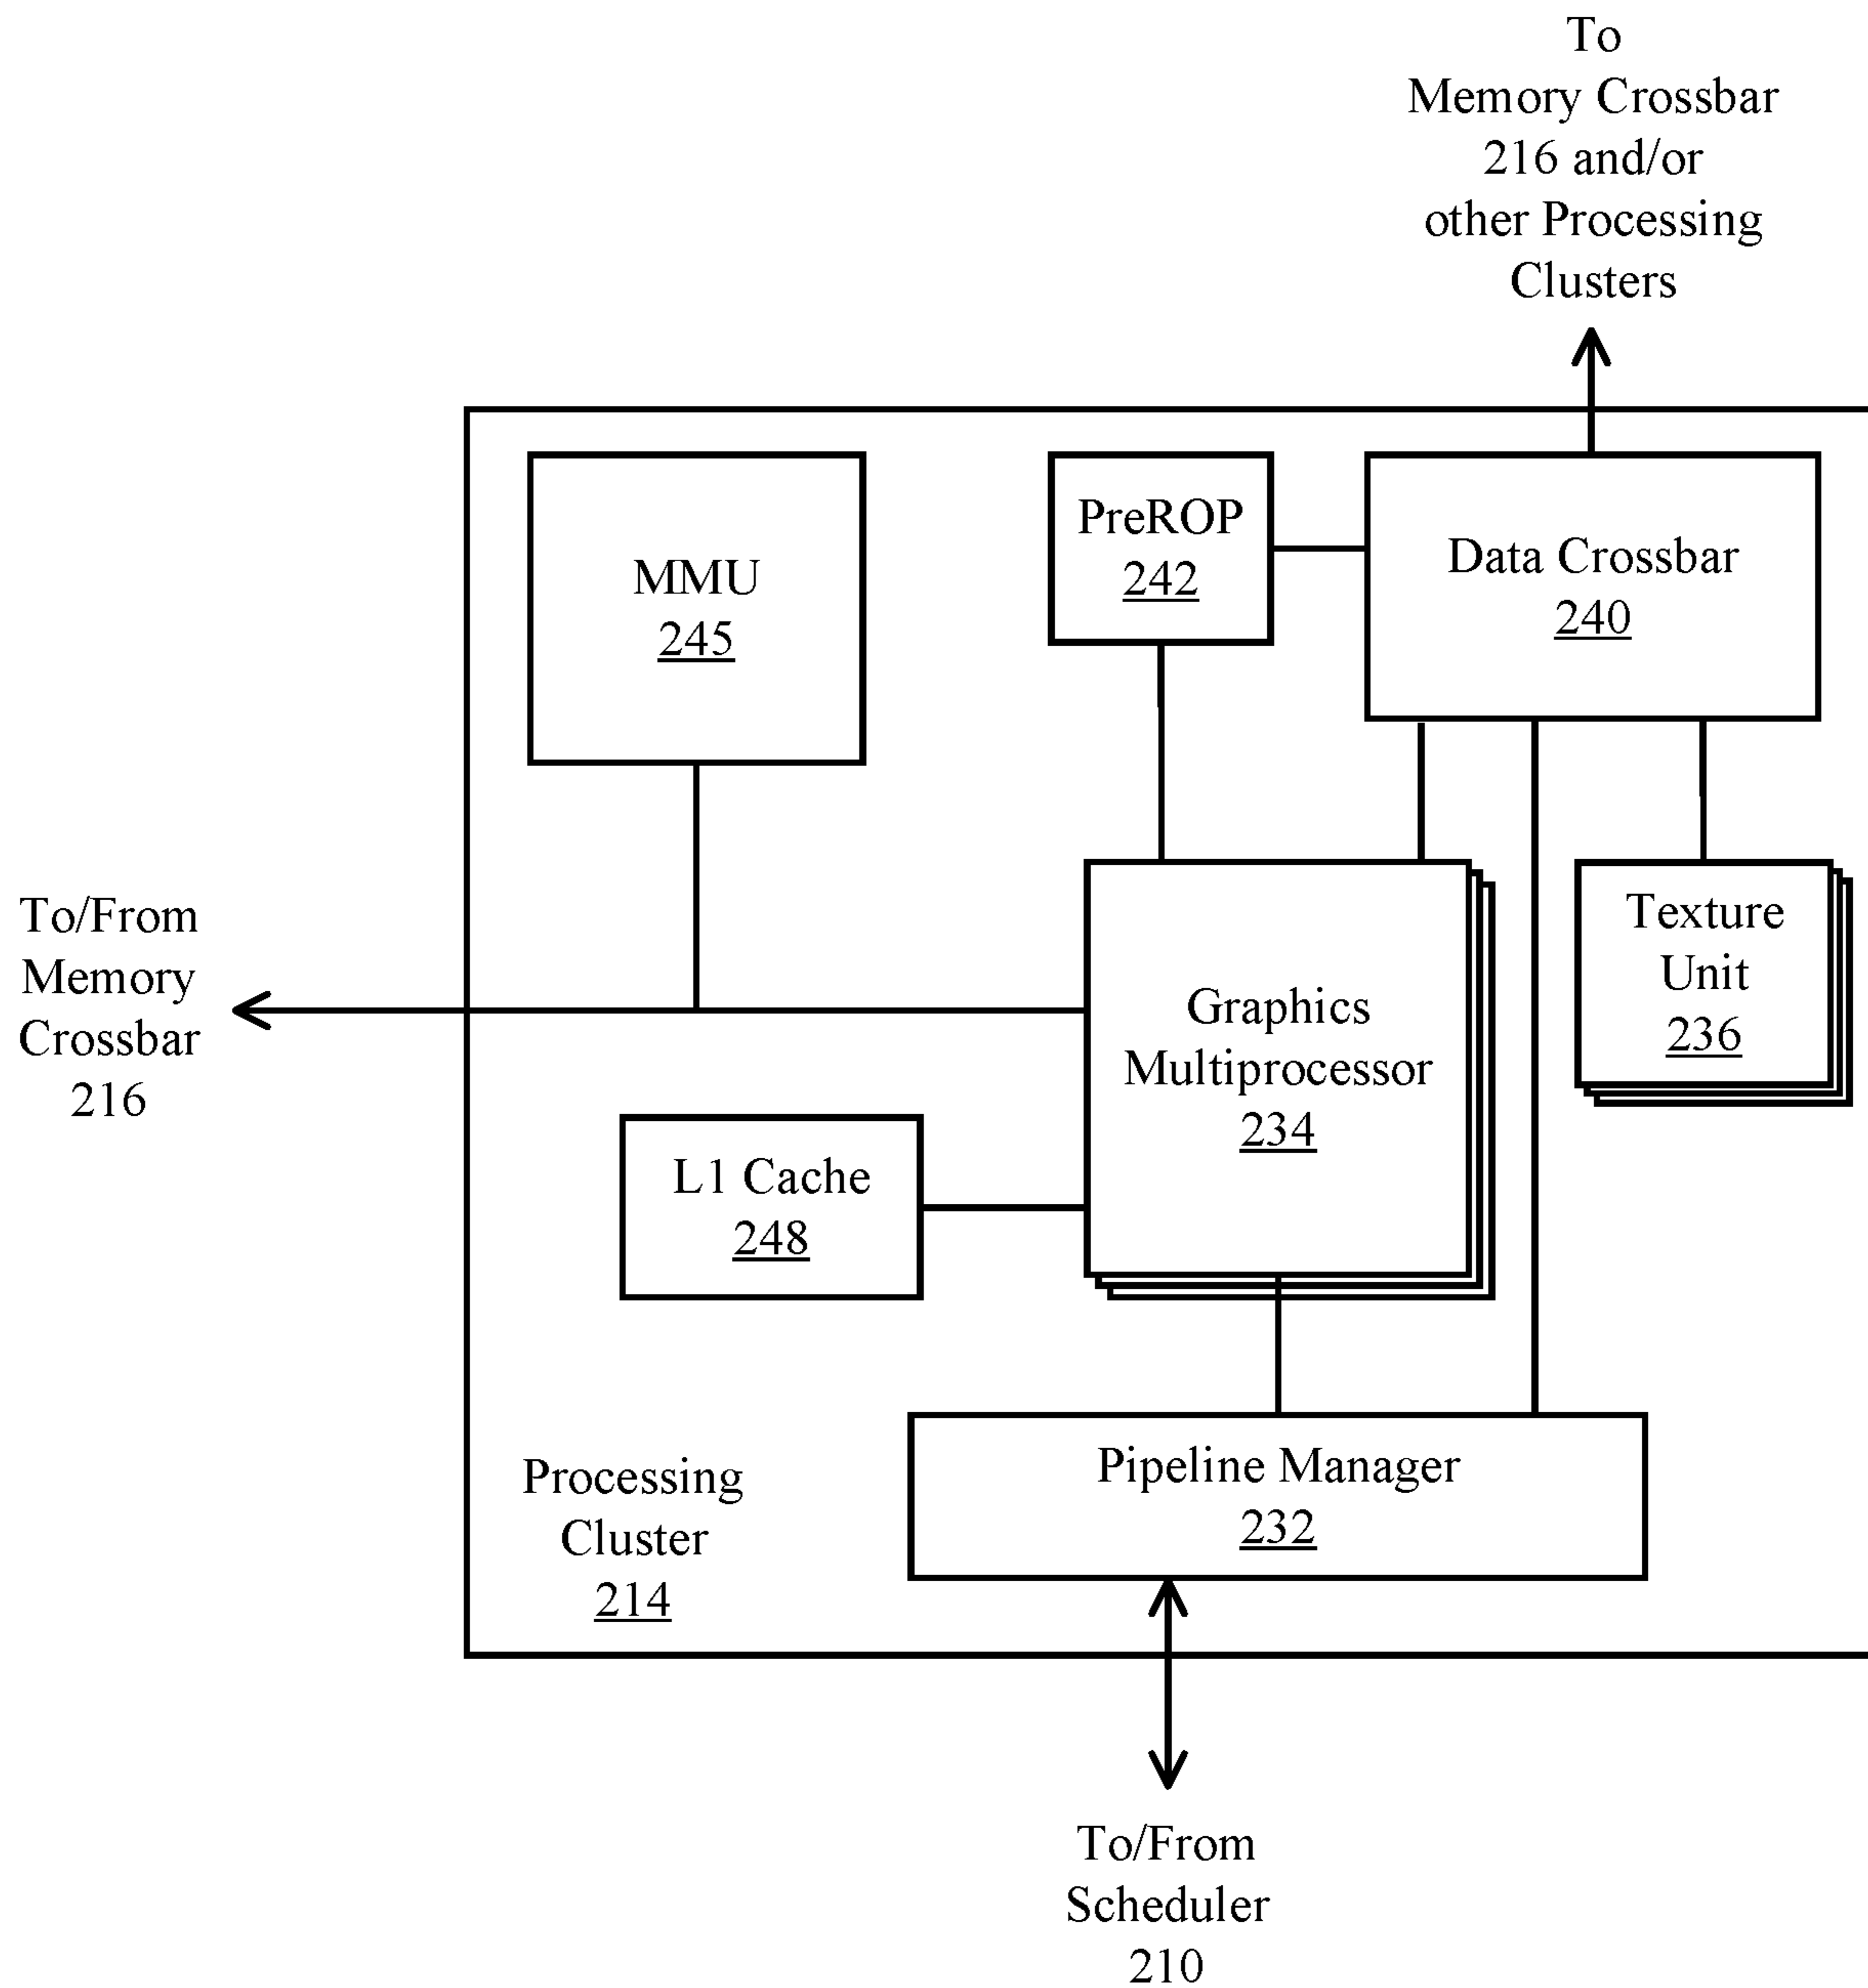 To
Memory Crossbar
216 and/or
other Processing
Clusters
MMU
245
PreROP
242
Data Crossbar
240
To/From
Memory
Crossbar
216
Graphics
Multiprocessor
234
Texture
Unit
236
L1 Cache
248
Processing
Cluster
214
Pipeline Manager
232
To/From
Scheduler
210